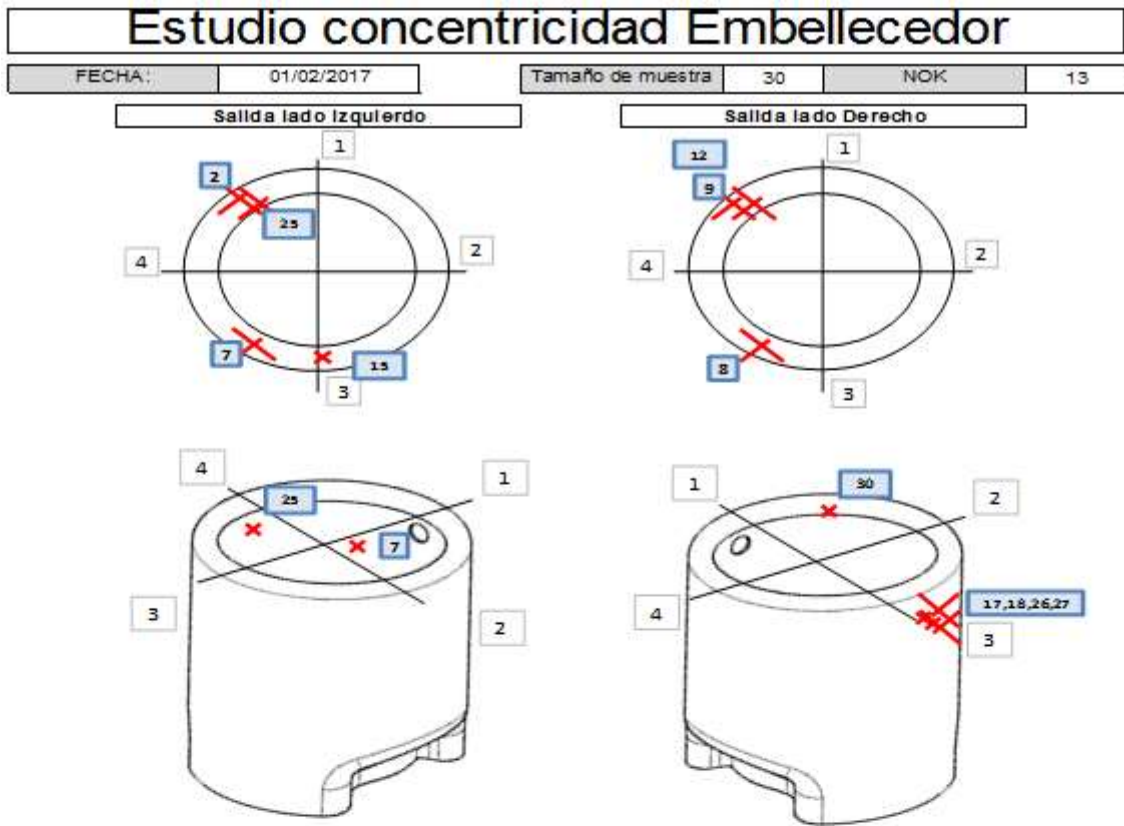 Estudio concentricidad Embellecedor
FECHA: 01/02/2017 Tamaño de muestra 30 NOK 13
Salida lado Izquierdo Salida lado Derecho
1 1
2 12
9
25
4 2 4 2
7 15 8
3 3
4 1 25 7 3 2
30 1 2 4 17,18,26,27 3